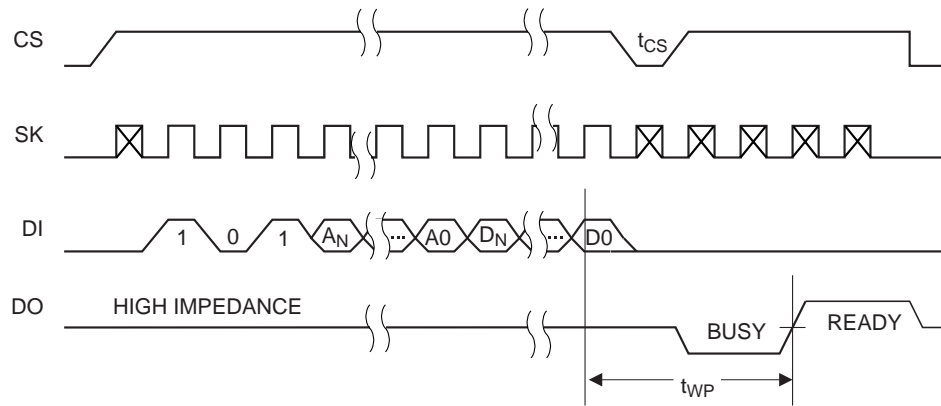 CS
tCS
SK
DI
1 0 1 AN ... A0 DN ... D0
DO
HIGH IMPEDANCE
BUSY
READY
tWP